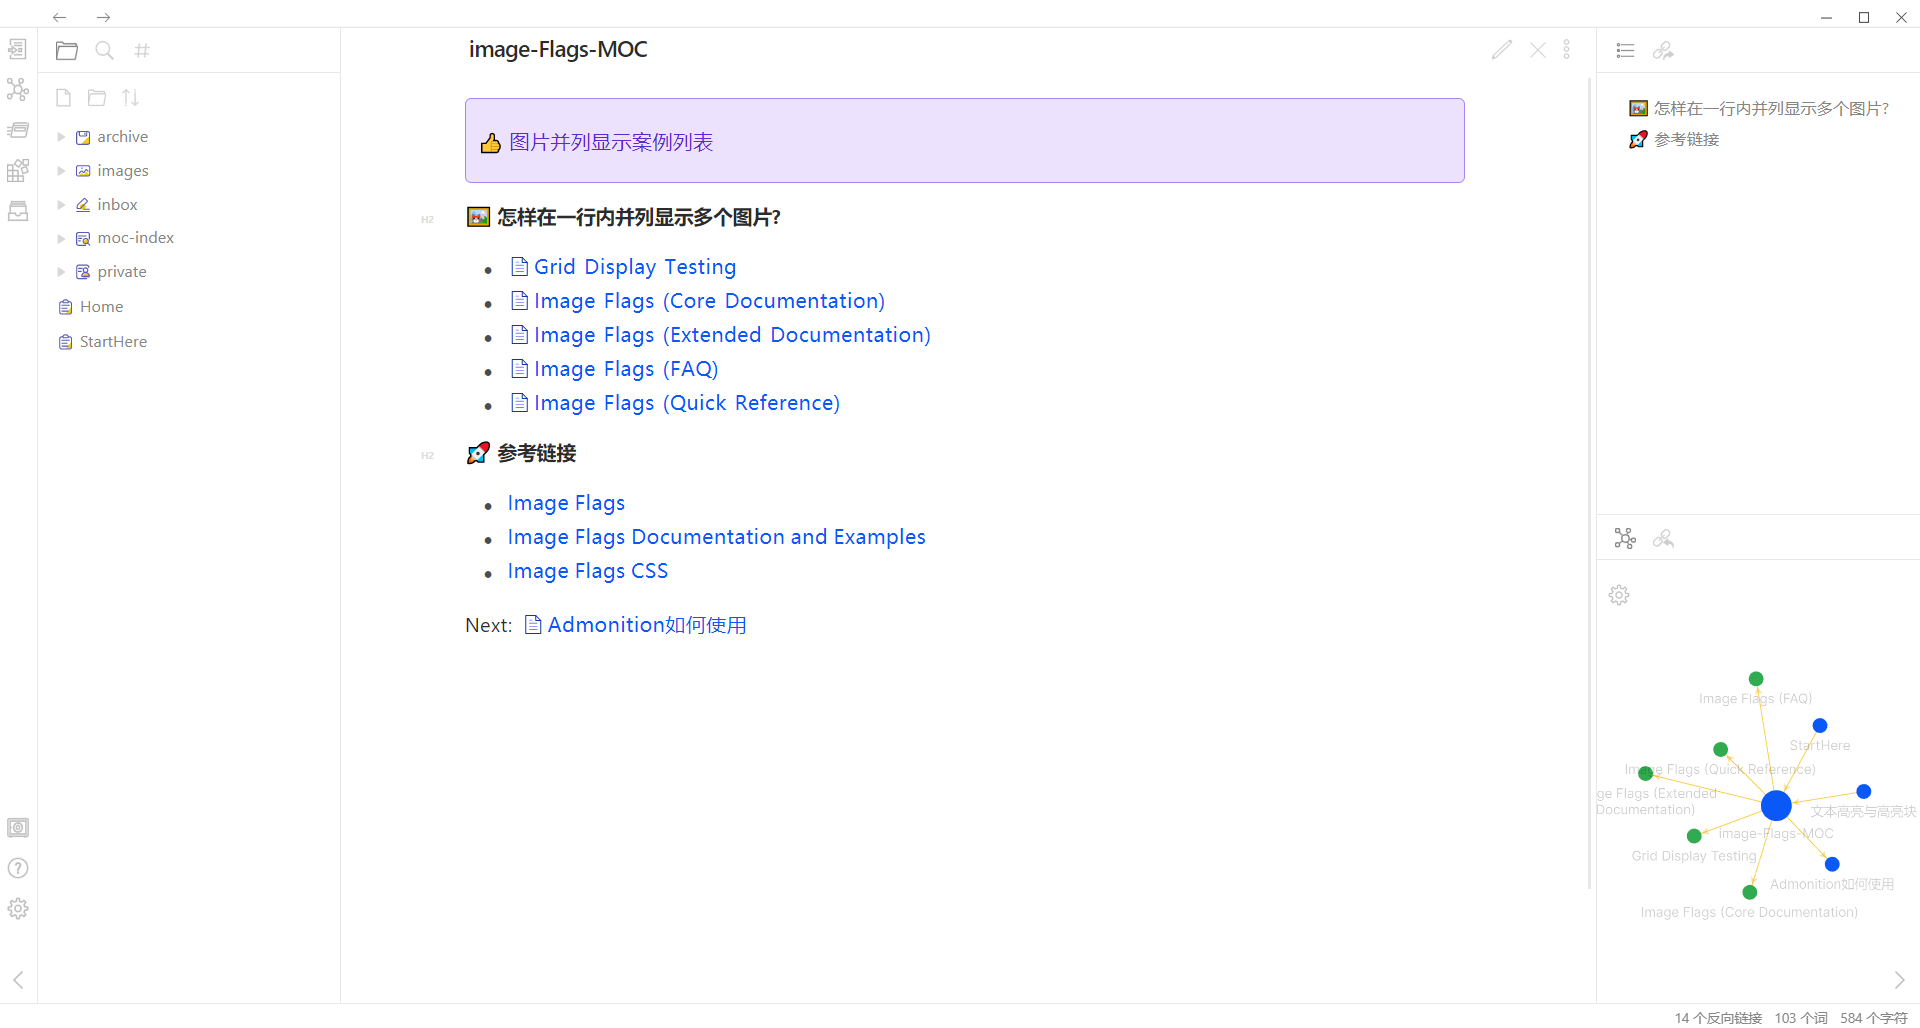 image-Flags-MOC
archive
images
inbox
moc-index
private
Home
StartHere
👍 图片并列显示案例列表
H2
🖼️ 怎样在一行内并列显示多个图片?
Grid Display Testing
Image Flags (Core Documentation)
Image Flags (Extended Documentation)
Image Flags (FAQ)
Image Flags (Quick Reference)
H2
🚀 参考链接
Image Flags
Image Flags Documentation and Examples
Image Flags CSS
Next: Admonition如何使用
🖼️ 怎样在一行内并列显示多个图片?
🚀 参考链接
Image Flags (FAQ)
StartHere
Image Flags (Quick Reference)
ge Flags (Extended
Documentation)
文本高亮与高亮块
image-Flags-MOC
Grid Display Testing
Admonition如何使用
Image Flags (Core Documentation)
14 个反向链接 103 个词 584 个字符